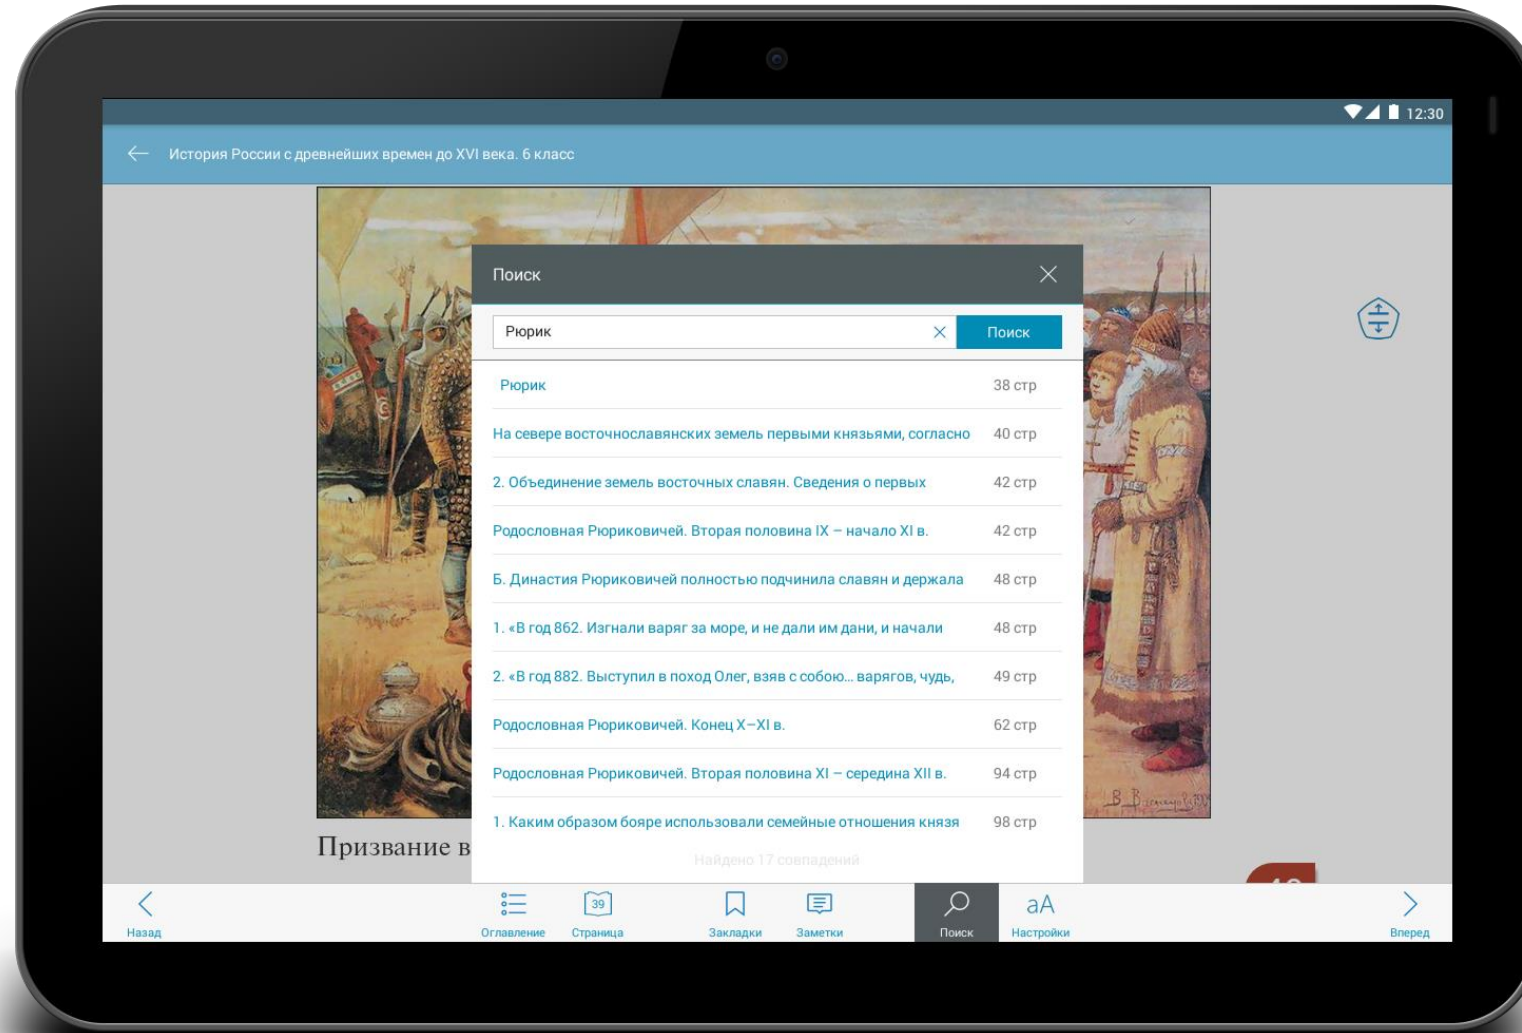 12:30
История России с древнейших времен до XVI века. 6 класс
Поиск
Рюрик
Поиск
Рюрик 38 стр
На севере восточнославянских земель первыми князьями, согласно 40 стр
2. Объединение земель восточных славян. Сведения о первых 42 стр
Родословная Рюриковичей. Вторая половина IX – начало XI в. 42 стр
Б. Династия Рюриковичей полностью подчинила славян и держала 48 стр
1. «В год 862. Изгнали варяг за море, и не дали им дани, и начали 48 стр
2. «В год 882. Выступил в поход Олег, взяв с собою... варягов, чудь, 49 стр
Родословная Рюриковичей. Конец X–XI в. 62 стр
Родословная Рюриковичей. Вторая половина XI – середина XII в. 94 стр
1. Каким образом бояре использовали семейные отношения князя 98 стр
Найдено 17 совпадений
Призвание в
39
aA
Назад
Оглавление
Страница
Закладки
Заметки
Поиск
Настройки
Вперед